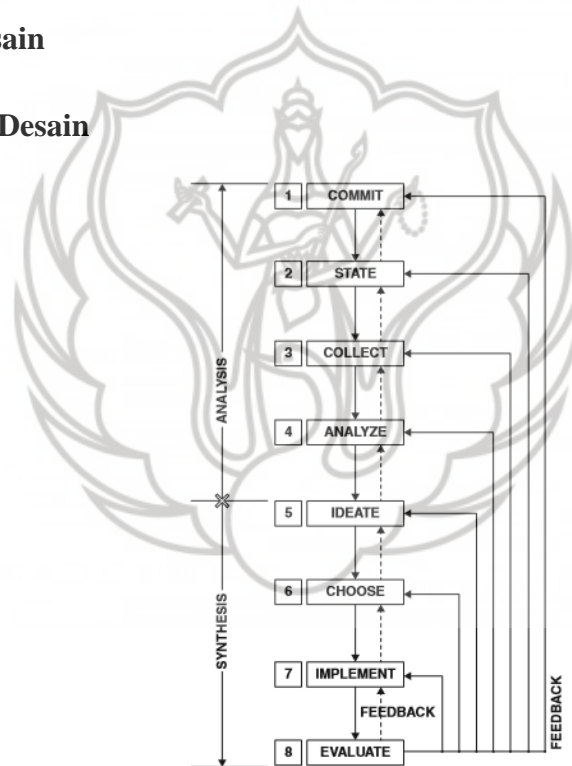 sain
Desain
1 COMMIT
2 STATE
3 COLLECT
ANALYSIS
4 ANALYZE
5 IDEATE
6 CHOOSE
SYNTHESIS
7 IMPLEMENT
FEEDBACK
FEEDBACK
8 EVALUATE